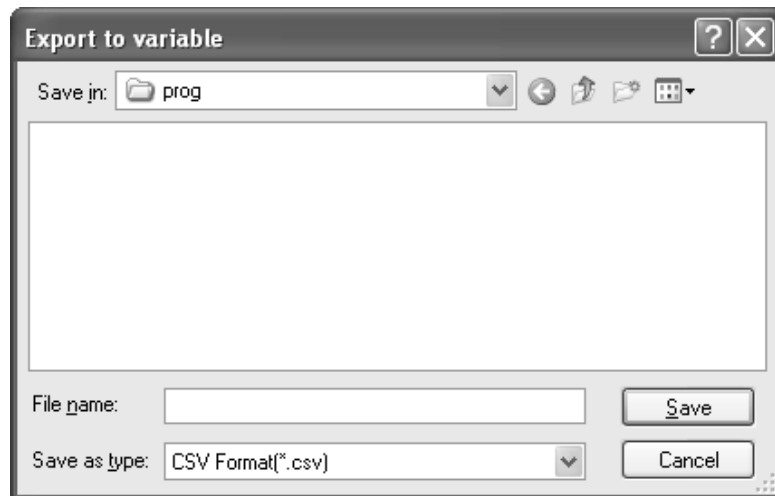 Export to variable
Save in: prog
File name:
Save
Save as type: CSV Format(*.csv)
Cancel